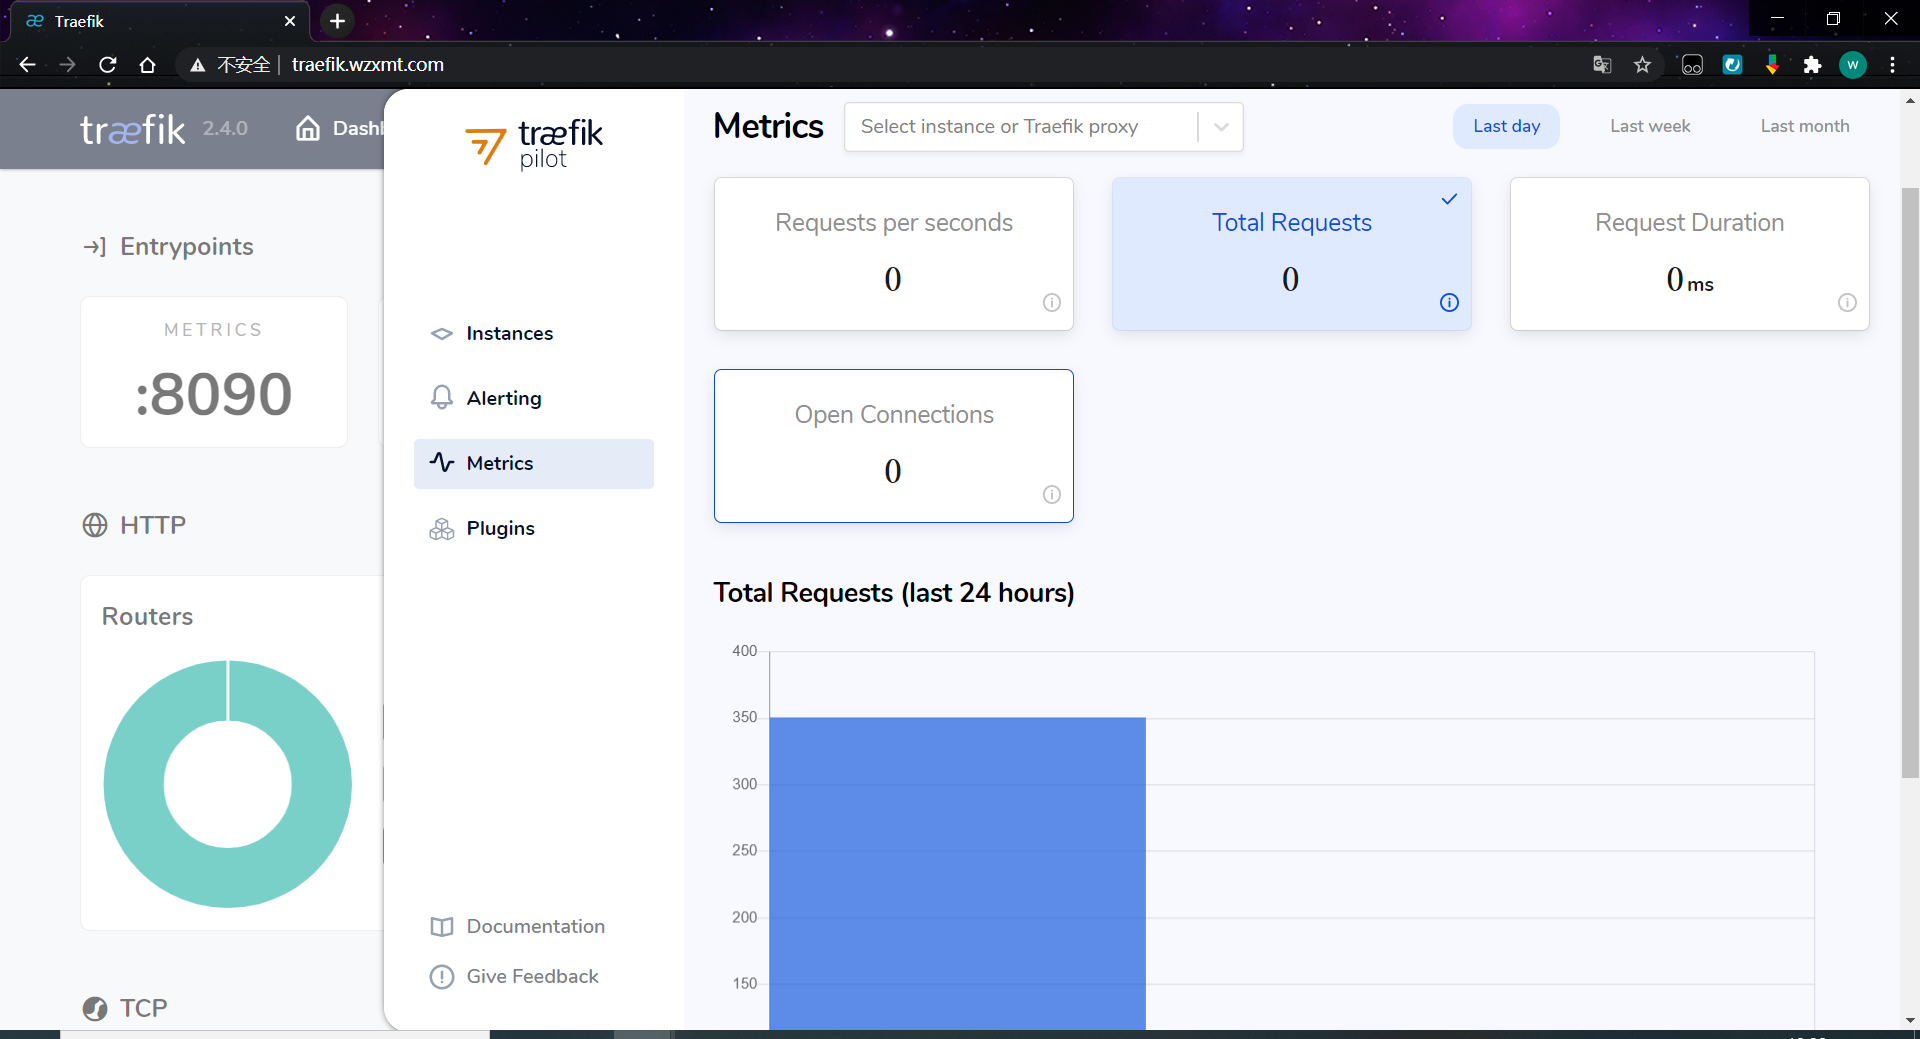 Traefik
不安全
traefik.wzxmt.com
W
træfik 2.4.0
Dashb
træfik
pilot
Metrics
Select instance or Traefik proxy
Last day
Last week
Last month
Entrypoints
METRICS
:8090
HTTP
Routers
TCP
Instances
Alerting
Metrics
Plugins
Documentation
Give Feedback
Requests per seconds
0
Total Requests
0
Request Duration
0 ms
Open Connections
0
Total Requests (last 24 hours)
400
350
300
250
200
150